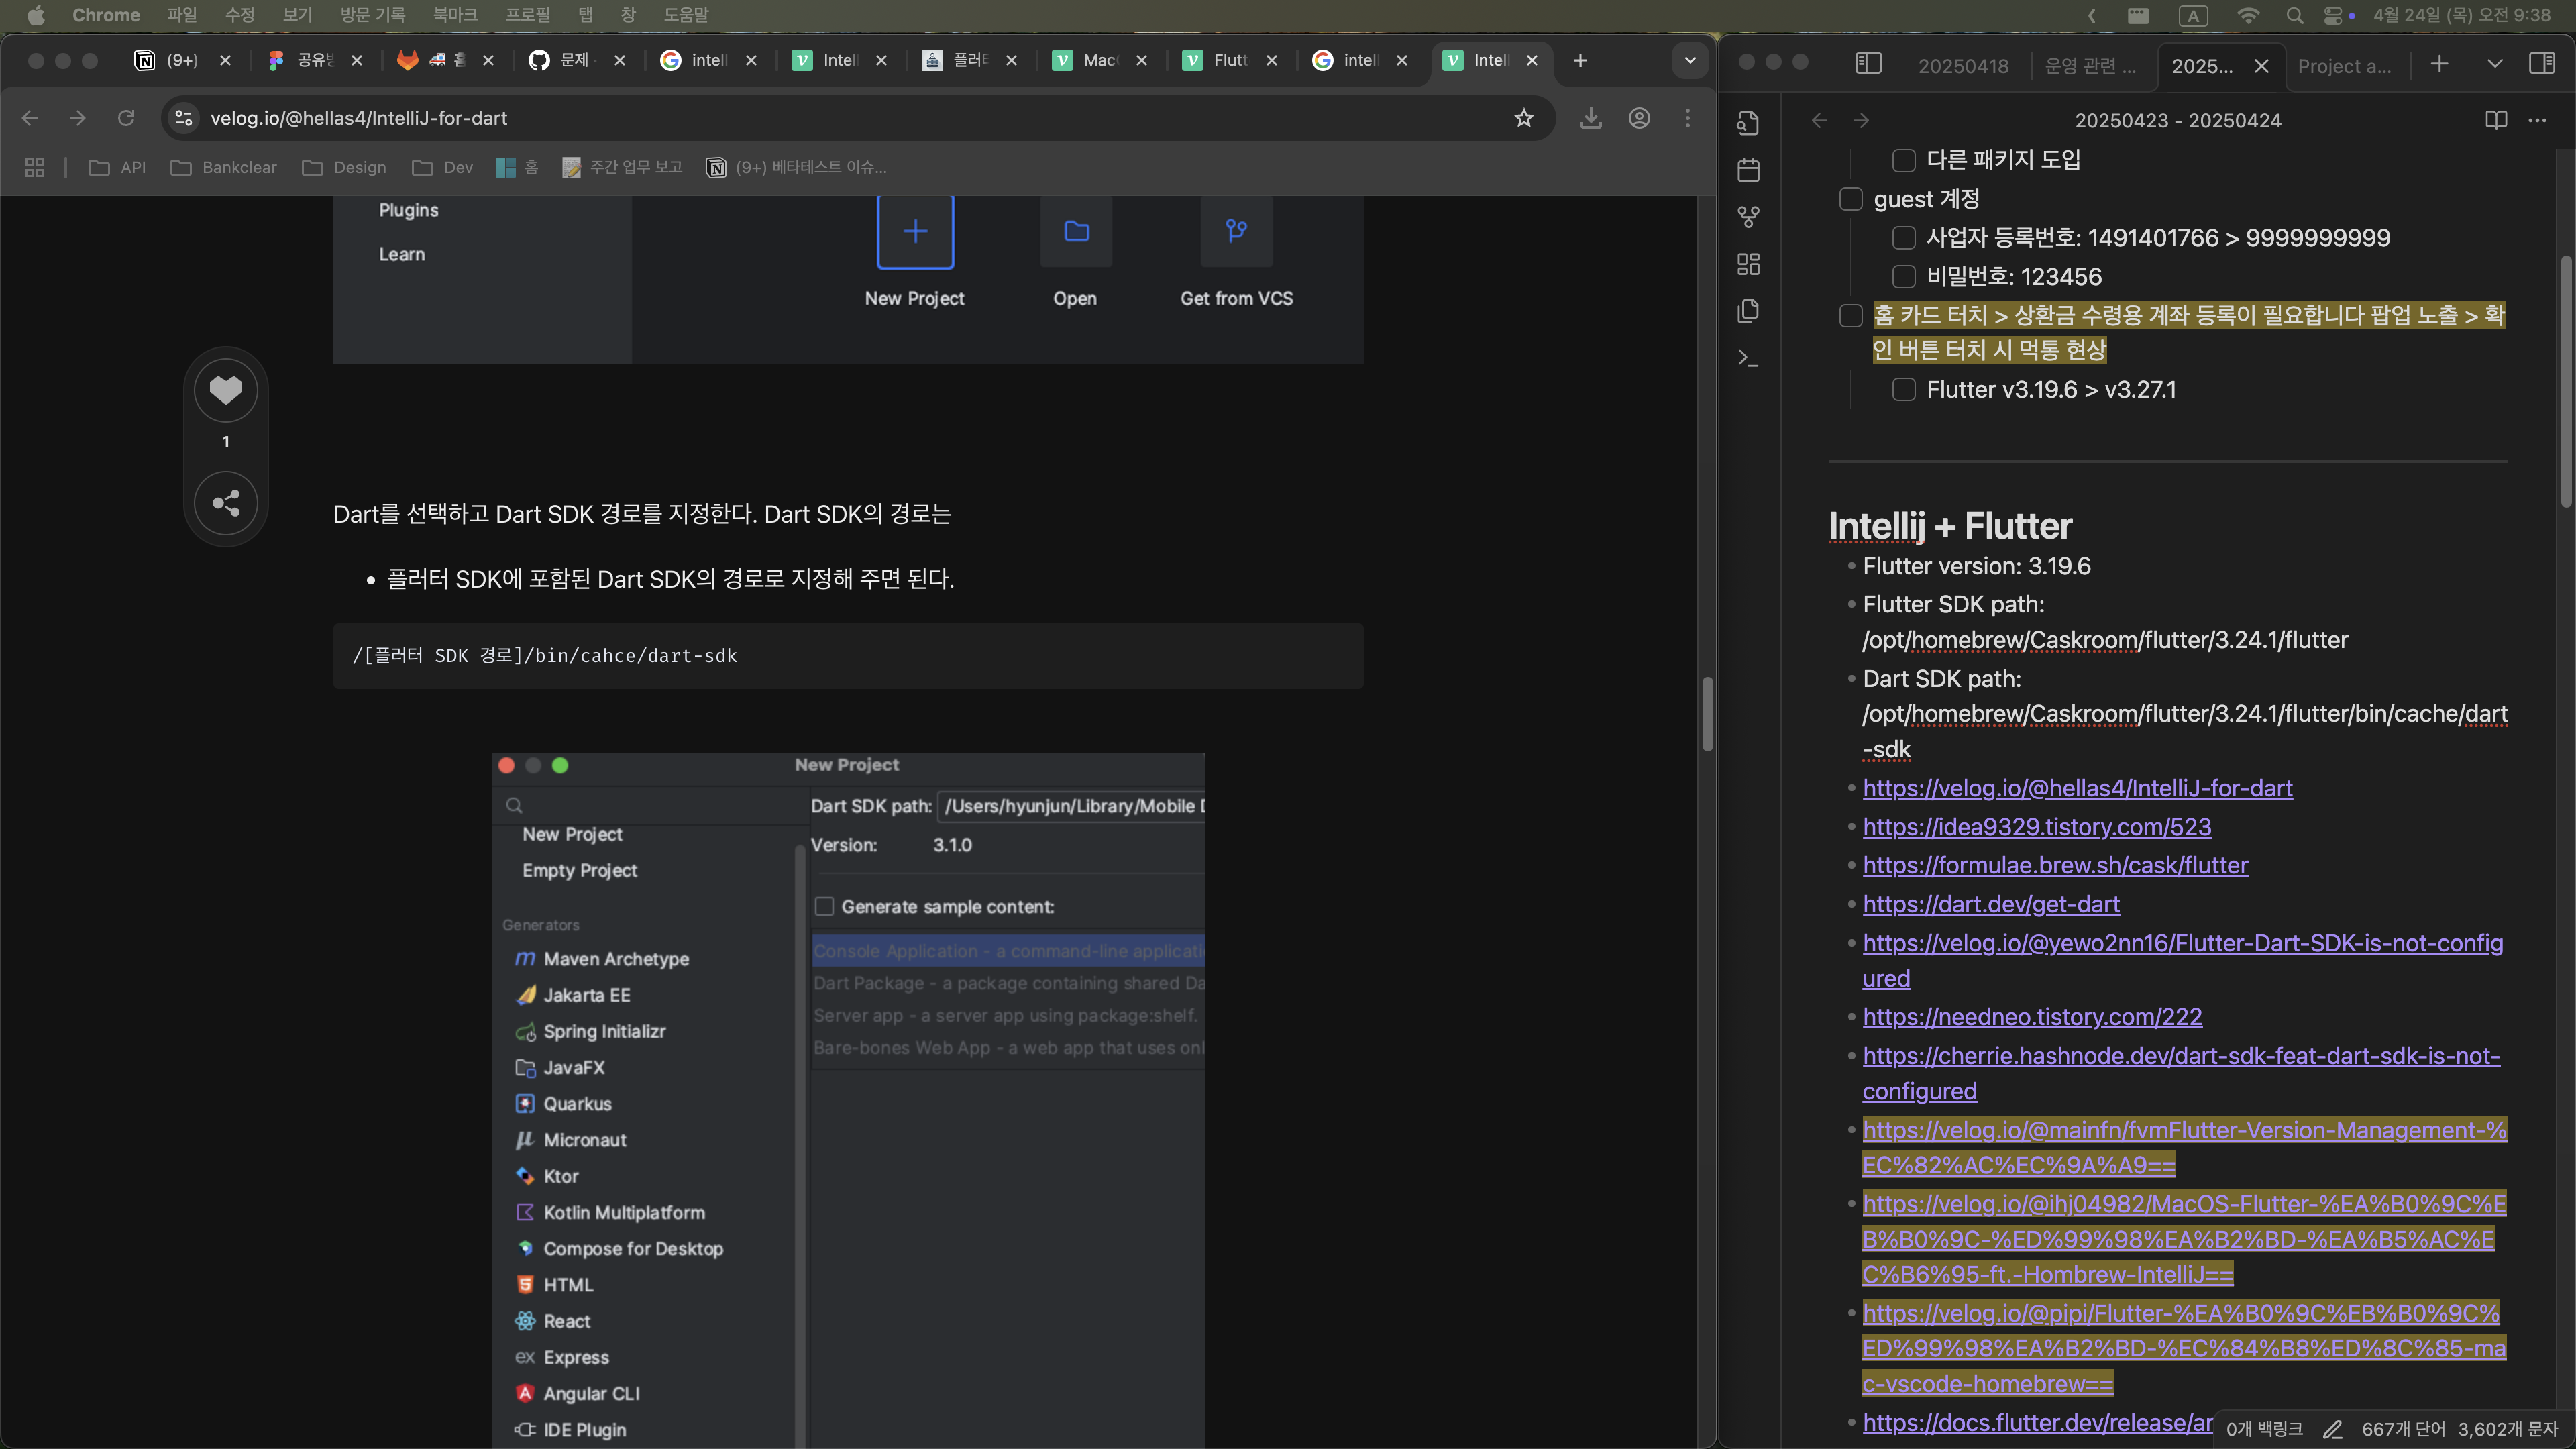 Chrome 파일 수정 보기 방문 기록 북마크 프로필 탭 창 도움말
A 4월 24일 (목) 오전 9:38
(9+) 공유 문제 intell Intell Mac Flutt intell Intell
velog.io/@hellas4/IntelliJ-for-dart
API Bankclear Design Dev 홈 주간 업무 보고 (9+) 베타테스트 이슈...
Plugins
Learn
New Project Open Get from VCS
1
Dart를 선택하고 Dart SDK 경로를 지정한다. Dart SDK의 경로는
• 플러터 SDK에 포함된 Dart SDK의 경로로 지정해 주면 된다.
/[플러터 SDK 경로]/bin/cahce/dart-sdk
New Project
Dart SDK path: /Users/hyunjun/Library/Mobile D
New Project
Version: 3.1.0
Empty Project
Generate sample content:
Generators
Console Application - a command-line applicati
Maven Archetype
Dart Package - a package containing shared Da
Jakarta EE
Server app - a server app using package:shelf.
Spring Initializr
Bare-bones Web App - a web app that uses onl
JavaFX
Quarkus
Micronaut
Ktor
Kotlin Multiplatform
Compose for Desktop
HTML
React
ex Express
Angular CLI
IDE Plugin
20250418 운영 관련 ... 2025... Project a...
20250423 - 20250424
다른 패키지 도입
guest 계정
사업자 등록번호: 1491401766 > 9999999999
비밀번호: 123456
홈 카드 터치 > 상환금 수령용 계좌 등록이 필요합니다 팝업 노출 > 확
인 버튼 터치 시 먹통 현상
Flutter v3.19.6 > v3.27.1
Intellij + Flutter
• Flutter version: 3.19.6
• Flutter SDK path:
/opt/homebrew/Caskroom/flutter/3.24.1/flutter
• Dart SDK path:
/opt/homebrew/Caskroom/flutter/3.24.1/flutter/bin/cache/dart
-sdk
• https://velog.io/@hellas4/IntelliJ-for-dart
• https://idea9329.tistory.com/523
• https://formulae.brew.sh/cask/flutter
• https://dart.dev/get-dart
• https://velog.io/@yewo2nn16/Flutter-Dart-SDK-is-not-config
ured
• https://needneo.tistory.com/222
• https://cherrie.hashnode.dev/dart-sdk-feat-dart-sdk-is-not-
configured
• https://velog.io/@mainfn/fvmFlutter-Version-Management-%
EC%82%AC%EC%9A%A9==
• https://velog.io/@ihj04982/MacOS-Flutter-%EA%B0%9C%E
B%B0%9C-%ED%99%98%EA%B2%BD-%EA%B5%AC%E
C%B6%95-ft.-Hombrew-IntelliJ==
• https://velog.io/@pipi/Flutter-%EA%B0%9C%EB%B0%9C%
ED%99%98%EA%B2%BD-%EC%84%B8%ED%8C%85-ma
c-vscode-homebrew==
• https://docs.flutter.dev/release/ar
0개 백링크 667개 단어 3,602개 문자